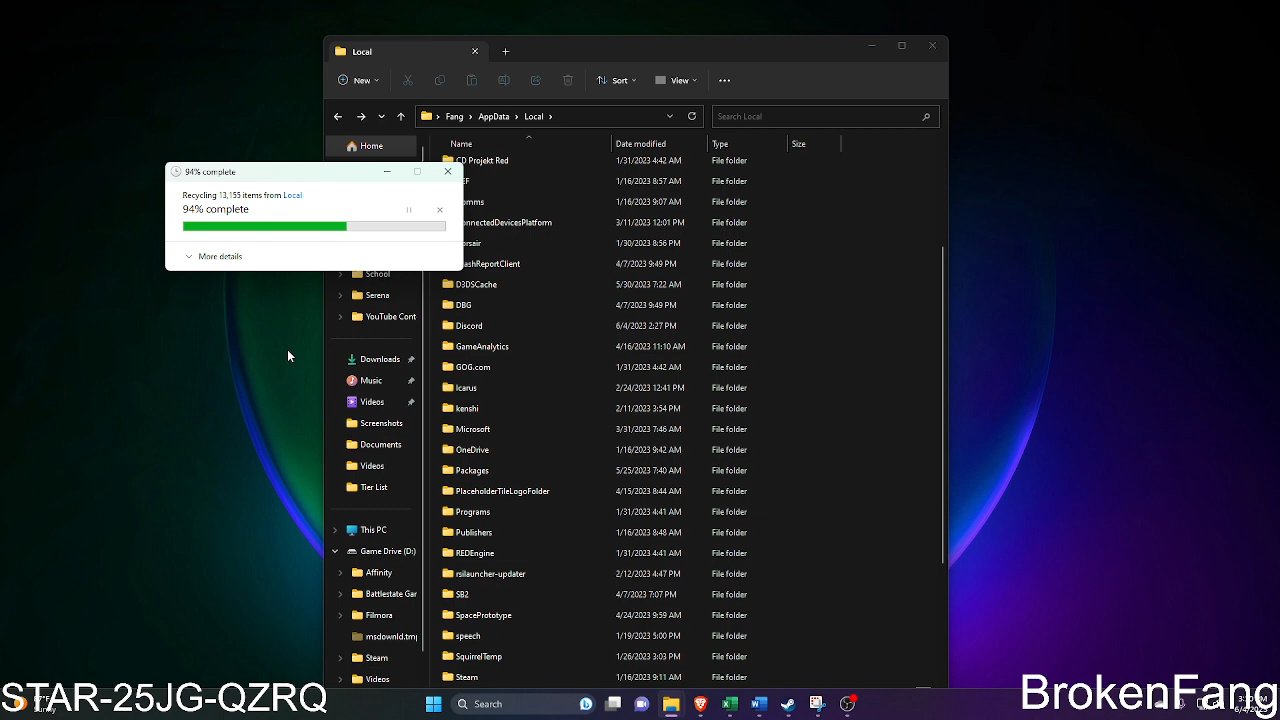 Local
New
Sort
View
Fang > AppData > Local >
Search Local
Name Date modified Type Size
Home
CD Projekt Red 1/31/2023 4:42 AM File folder
1/16/2023 8:57 AM File folder
2/1/2023 9:07 AM File folder
onnectedDevicesPlatform 3/11/2023 12:01 PM File folder
orsair 1/30/2023 8:56 PM File folder
ashReportClient 4/7/2023 9:49 PM File folder
D3DSCache 5/30/2023 7:22 AM File folder
DBG 4/7/2023 9:49 PM File folder
Discord 6/4/2023 2:27 PM File folder
GameAnalytics 4/16/2023 11:10 AM File folder
GOG.com 1/31/2023 4:42 AM File folder
Icarus 2/24/2023 12:41 PM File folder
kenshi 2/11/2023 3:54 PM File folder
Microsoft 3/31/2023 7:46 AM File folder
OneDrive 1/16/2023 9:42 AM File folder
Packages 5/25/2023 7:40 AM File folder
PlaceholderTileLogoFolder 4/15/2023 8:44 AM File folder
Programs 1/31/2023 4:41 AM File folder
Publishers 1/16/2023 8:48 AM File folder
REDEngine 1/31/2023 4:41 AM File folder
rsilauncher-updater 2/12/2023 4:47 PM File folder
SB2 4/7/2023 7:07 PM File folder
SpacePrototype 4/24/2023 9:59 AM File folder
speech 1/19/2023 5:00 PM File folder
SquirrelTemp 1/26/2023 3:03 PM File folder
Steam 1/16/2023 9:11 AM File folder
94% complete
Recycling 13,155 items from Local
94% complete
More details
School
Serena
YouTube Cont
Downloads
Music
Videos
Screenshots
Documents
Videos
Tier List
This PC
Game Drive (D:)
Affinity
Battlestate Gar
Filmora
msdownld.tmp
Steam
Videos
STAR-25JG-QZRQ
Search
BrokenFang